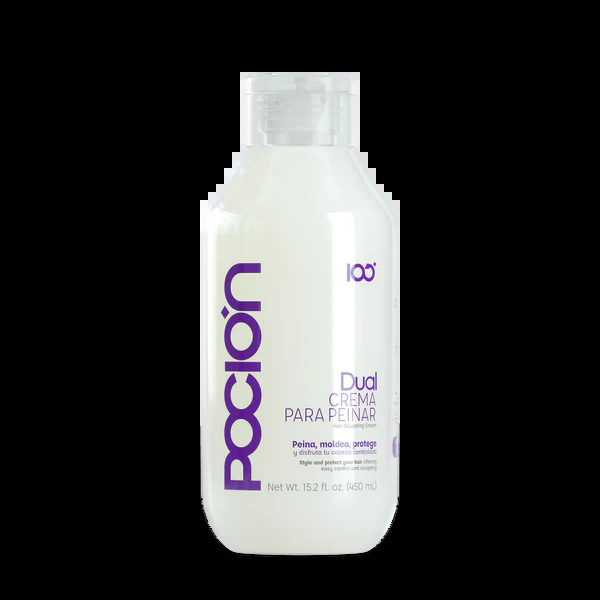 Poción
100°
Dual
CREMA
PARA PEINAR
Hair Sculpting Cream
Peina, moldea, protege
y disfruta tu cabello controlado
Style and protect your hair offering
easy control and sculpting
Net Wt. 15.2 fl. oz. (450 mL)